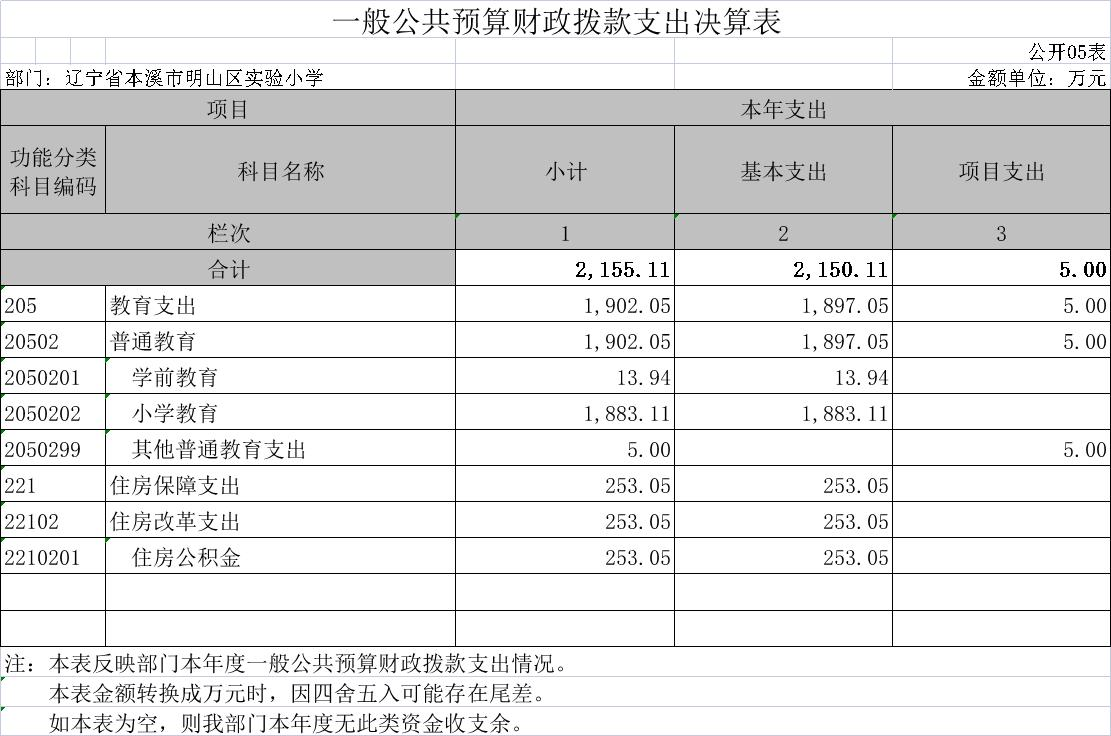 一般公共预算财政拨款支出决算表
公开05表
部门：辽宁省本溪市明山区实验小学 金额单位：万元
项目 本年支出
功能分类科目编码 科目名称 小计 基本支出 项目支出
栏次 1 2 3
合计 2,155.11 2,150.11 5.00
205 教育支出 1,902.05 1,897.05 5.00
20502 普通教育 1,902.05 1,897.05 5.00
2050201 学前教育 13.94 13.94
2050202 小学教育 1,883.11 1,883.11
2050299 其他普通教育支出 5.00 5.00
221 住房保障支出 253.05 253.05
22102 住房改革支出 253.05 253.05
2210201 住房公积金 253.05 253.05
注：本表反映部门本年度一般公共预算财政拨款支出情况。
本表金额转换成万元时，因四舍五入可能存在尾差。
如本表为空，则我部门本年度无此类资金收支余。